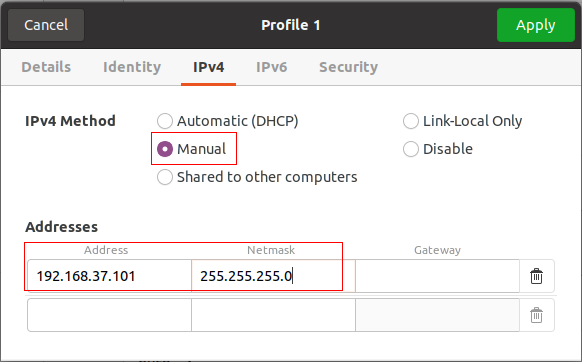 Cancel Profile 1 Apply
Details Identity IPv4 IPv6 Security
IPv4 Method Automatic (DHCP) Link-Local Only
Manual Disable
Shared to other computers
Addresses
Address Netmask Gateway
192.168.37.101 255.255.255.0